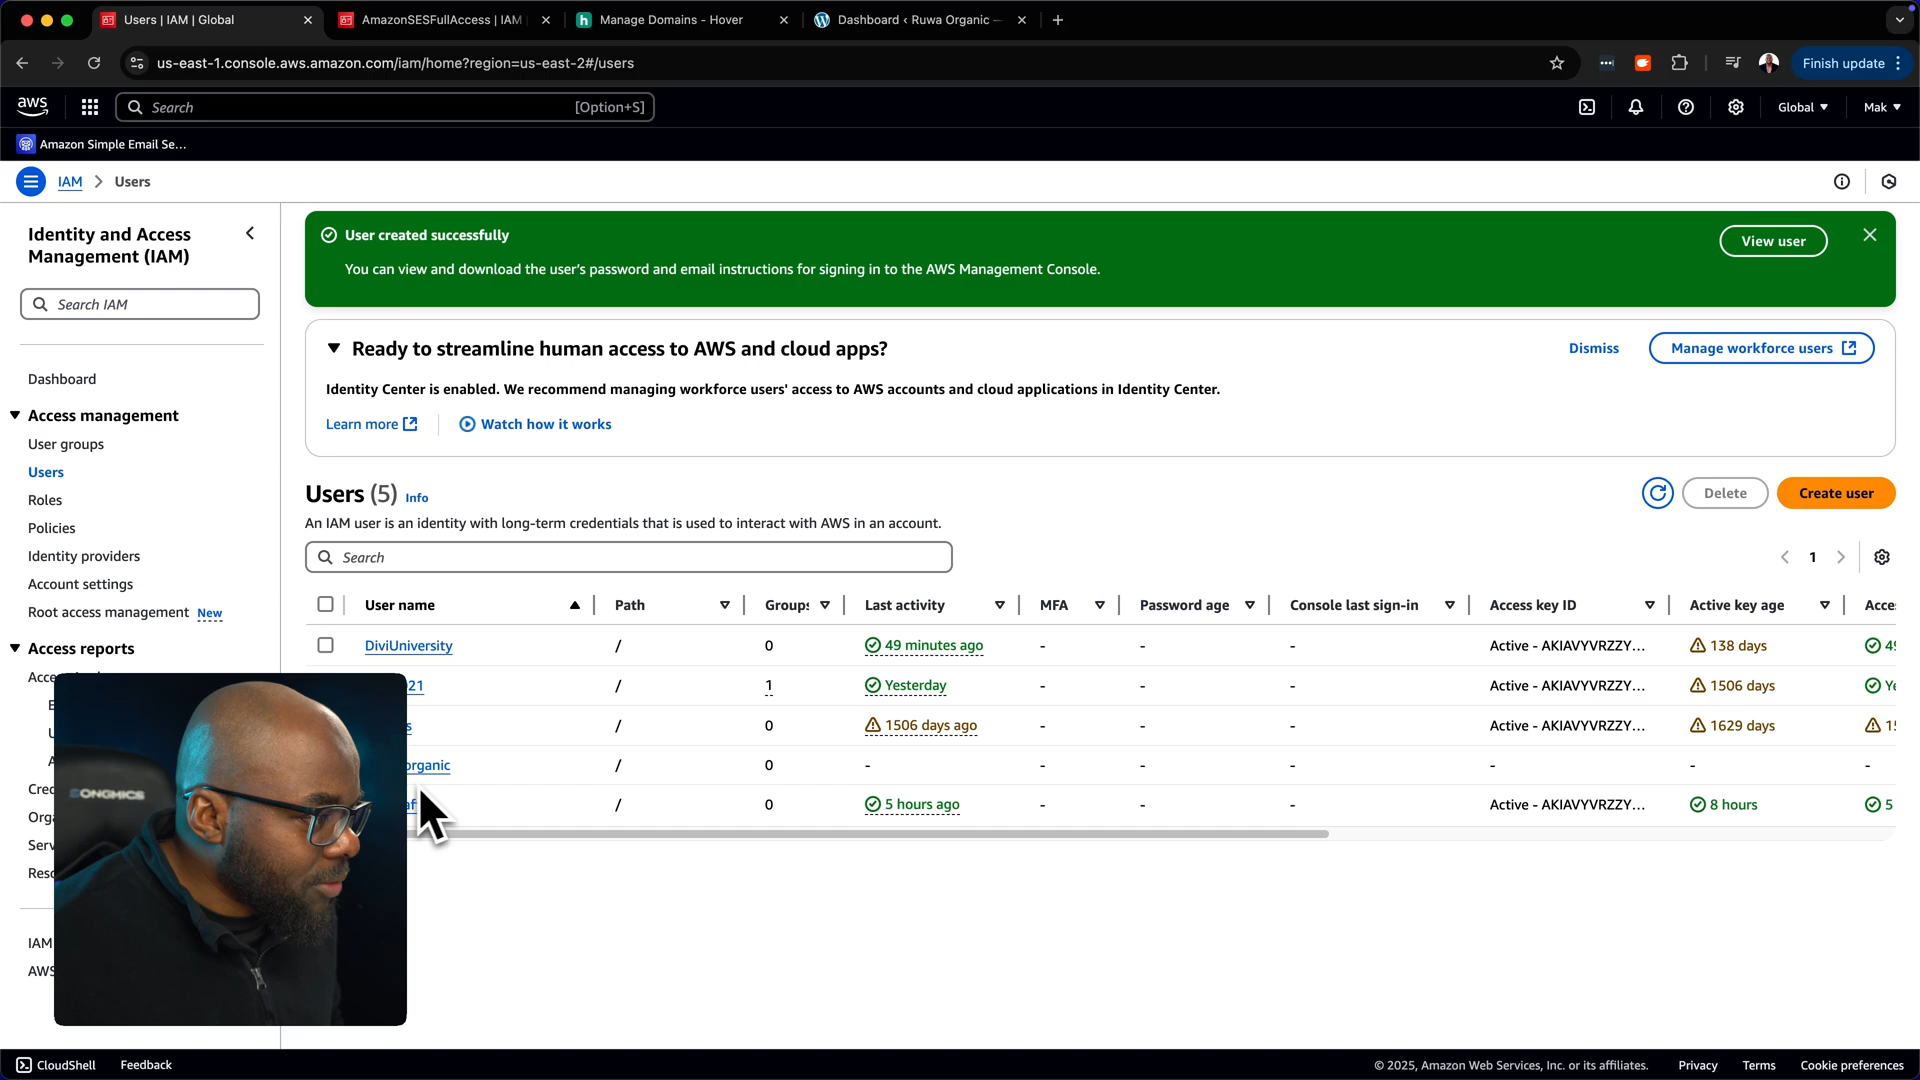 Users | IAM | Global
AmazonSESFullAccess | IAM
Manage Domains - Hover
Dashboard ‹ Ruwa Organic —
us-east-1.console.aws.amazon.com/iam/home?region=us-east-2#/users
Finish update
aws
Search
[Option+S]
Global
Mak
Amazon Simple Email Se...
IAM
Users
Identity and Access
Management (IAM)
Search IAM
Dashboard
Access management
User groups
Users
Roles
Policies
Identity providers
Account settings
Root access management New
Access reports
User created successfully
You can view and download the user's password and email instructions for signing in to the AWS Management Console.
View user
Ready to streamline human access to AWS and cloud apps?
Dismiss
Manage workforce users
Identity Center is enabled. We recommend managing workforce users' access to AWS accounts and cloud applications in Identity Center.
Learn more
Watch how it works
Users (5) Info
Delete
Create user
An IAM user is an identity with long-term credentials that is used to interact with AWS in an account.
Search
1
User name Path Groups Last activity MFA Password age Console last sign-in Access key ID Active key age Acce
DiviUniversity / 0 49 minutes ago - - - Active - AKIAVYVRZZY... 138 days 49
21 / 1 Yesterday - - - Active - AKIAVYVRZZY... 1506 days Ye
s / 0 1506 days ago - - - Active - AKIAVYVRZZY... 1629 days 15
organic / 0 - - - - - - -
/ 0 5 hours ago - - - Active - AKIAVYVRZZY... 8 hours 5
IAM
AWS
CloudShell
Feedback
© 2025, Amazon Web Services, Inc. or its affiliates.
Privacy
Terms
Cookie preferences